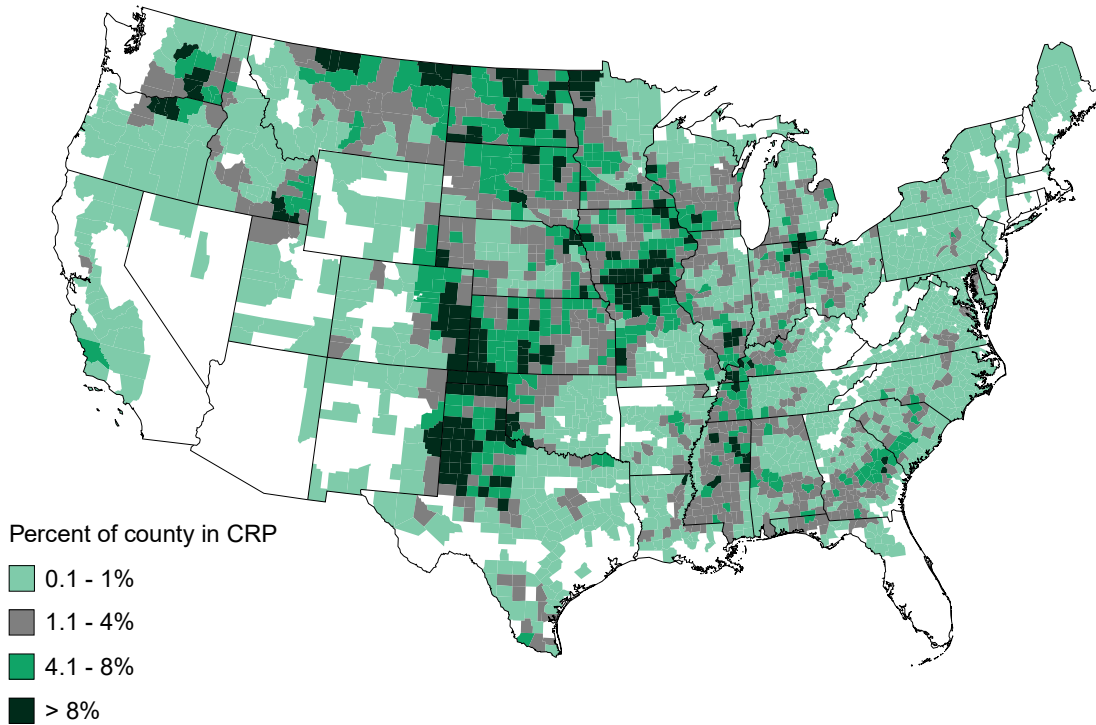 Percent of county in CRP
0.1 - 1%
1.1 - 4%
4.1 - 8%
> 8%